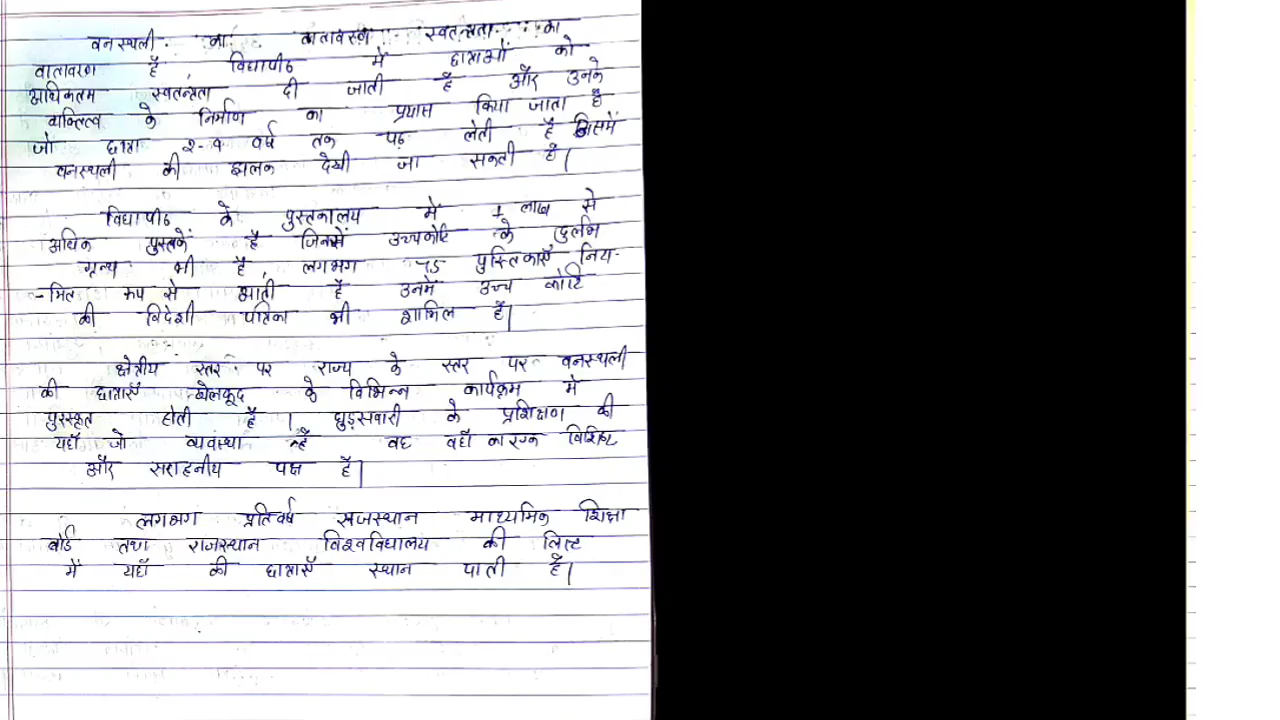 वनस्थली का वातावरण स्वतन्त्रता का
वातावरण है, विद्यापीठ में छात्राओं को
अधिकतम स्वतन्त्रता दी जाती है और उनके
व्यक्तित्व के निर्माण का प्रयास किया जाता है
जो छात्रा २-४ वर्ष तक पढ़ लेती है जिसमें
वनस्थली की झलक देखी जा सकती है।
विद्यापीठ के पुस्तकालय में लाख से
अधिक पुस्तकें है जिनमें उच्चकोटि के दुर्लभ
ग्रन्थ भी है, लगभग पुस्तिकाएँ निय-
-मित रूप से आती है उनमें उच्च कोटि
की विदेशी पत्रिका भी शामिल है।
क्षेत्रीय स्तर पर राज्य के स्तर पर वनस्थली
की छात्राएँ खेलकूद के विभिन्न कार्यक्रम मे
पुरस्कृत होती है। घुड़सवारी के प्रशिक्षण की
यहाँ जो व्यवस्था है वह वहाँ का एक विशिष्ट
और सराहनीय पक्ष है।
लगभग प्रतिवर्ष राजस्थान माध्यमिक शिक्षा
बोर्ड तथा राजस्थान विश्वविद्यालय की लिस्ट
में यहाँ की छात्राएँ स्थान पाती है।